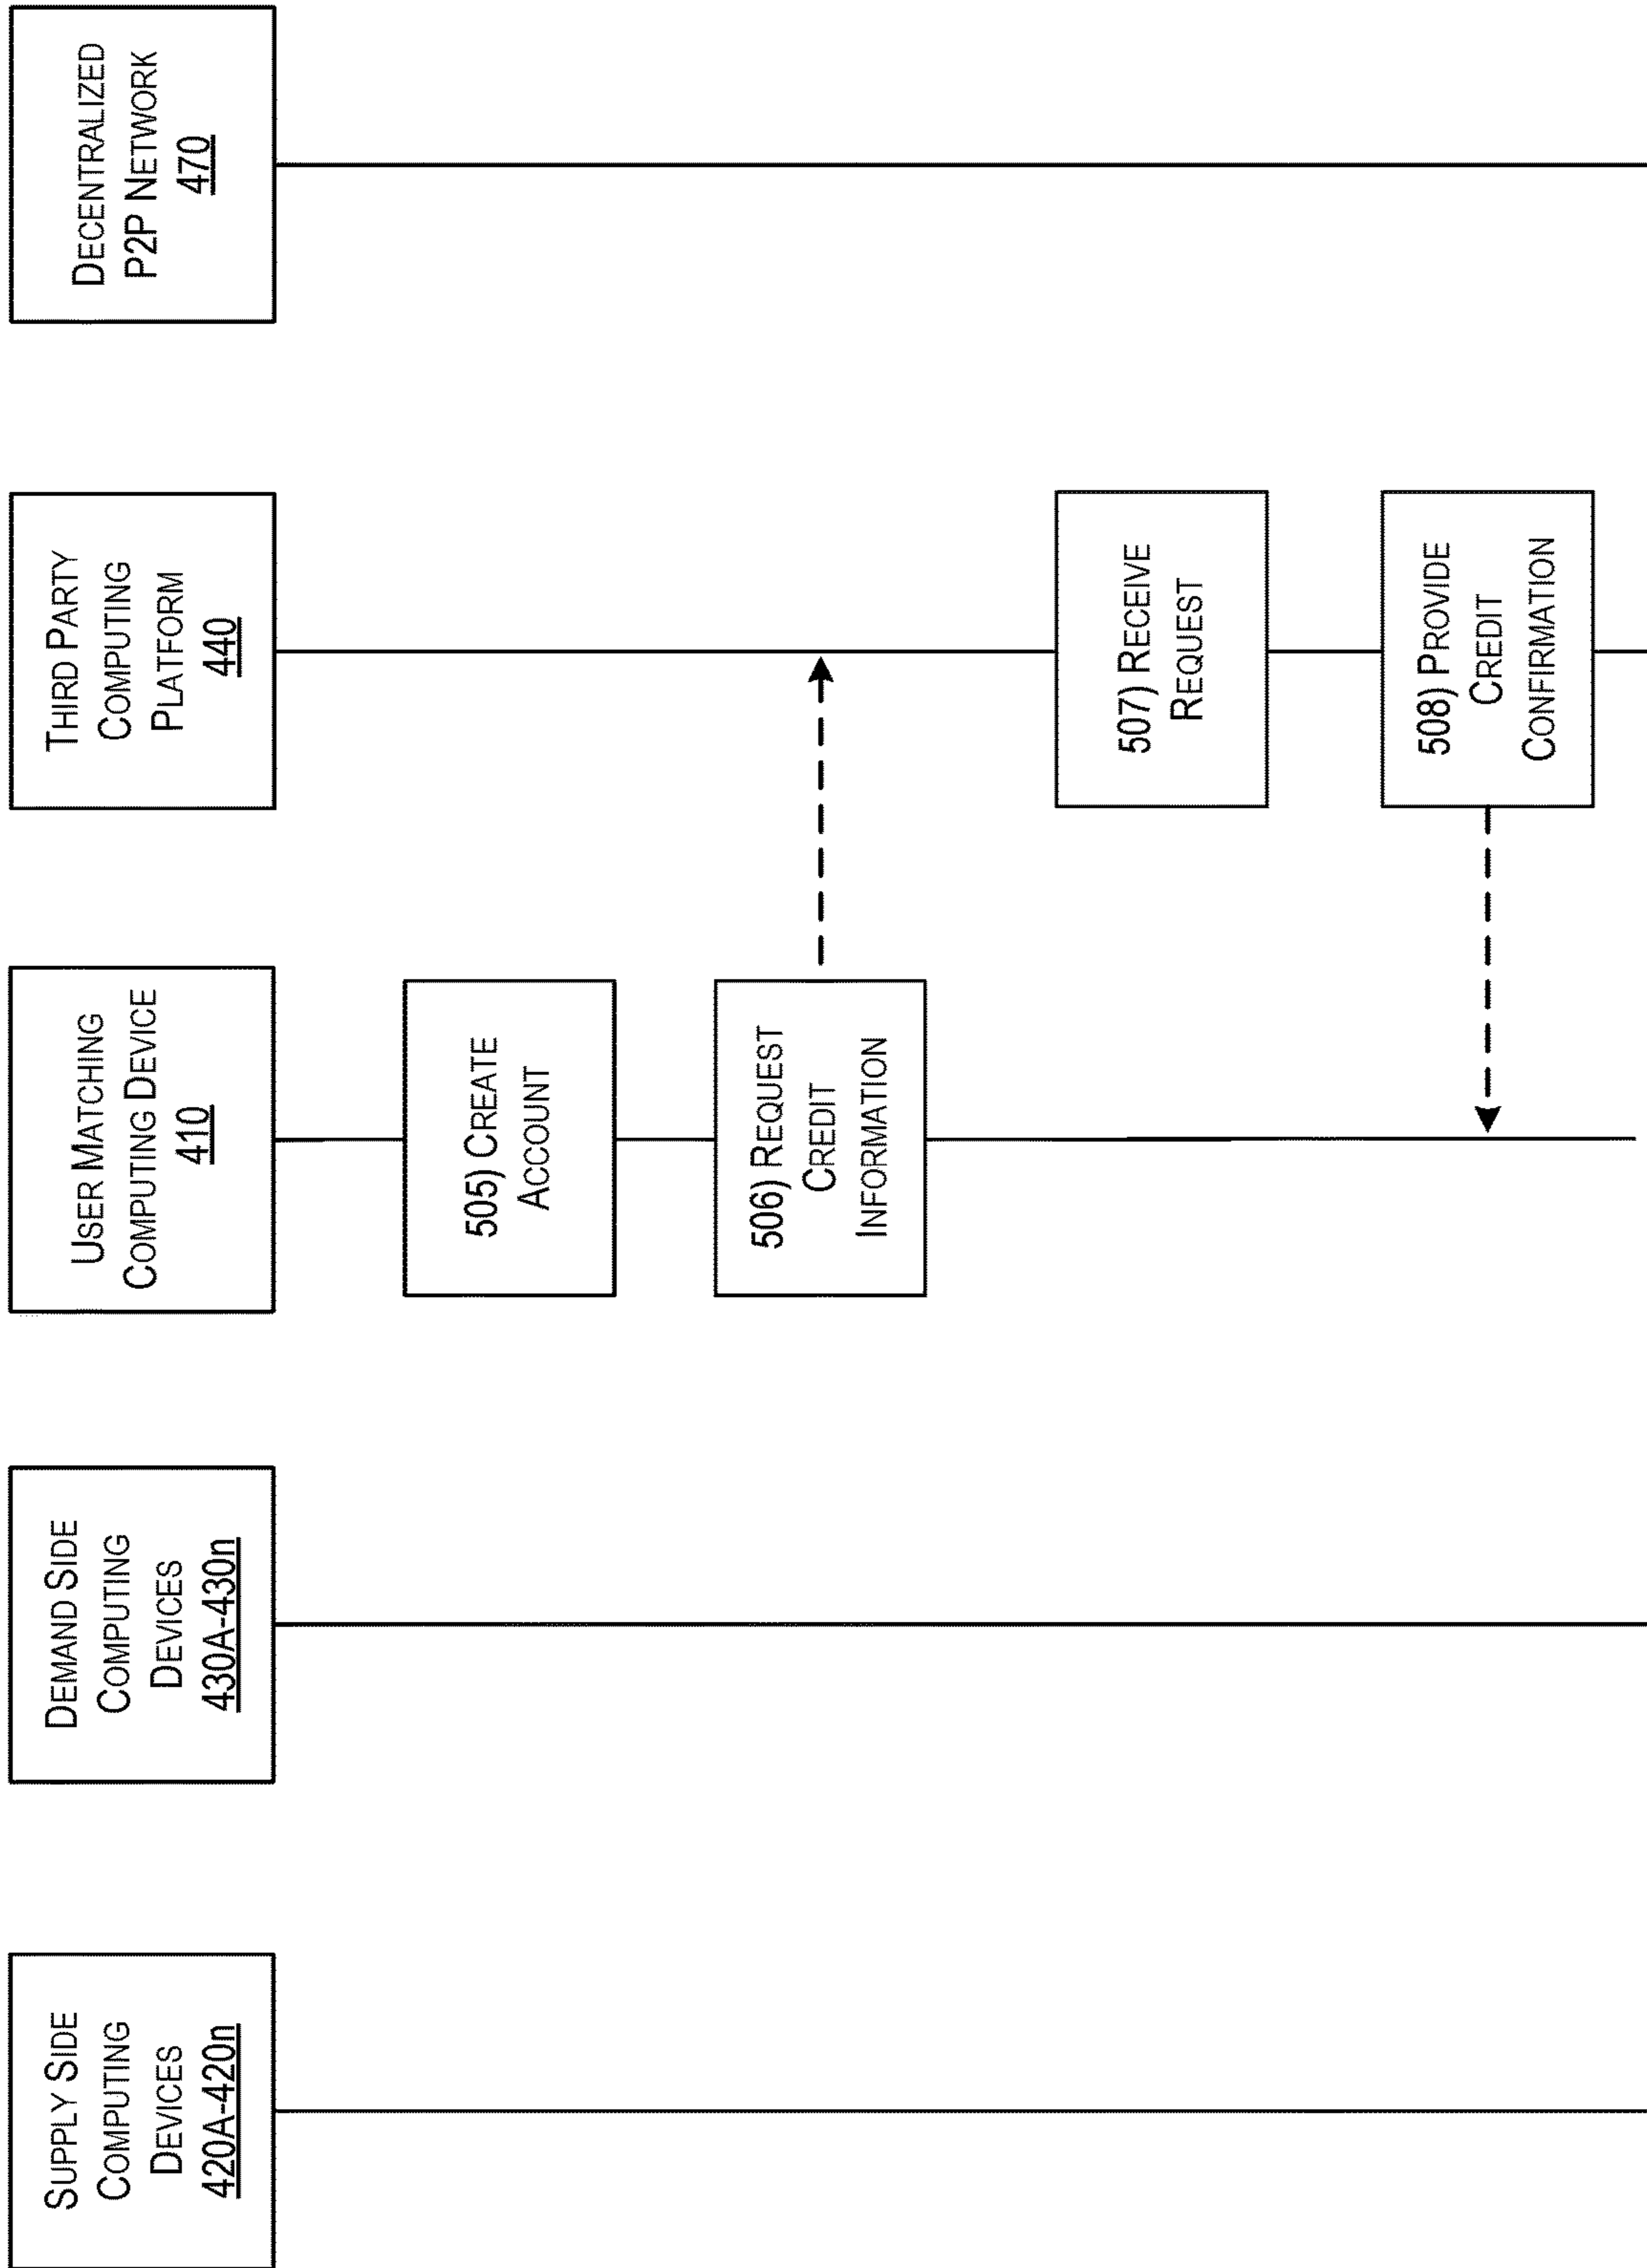 SUPPLY SIDE
COMPUTING
DEVICES
420A-420n
DEMAND SIDE
COMPUTING
DEVICES
430A-430n
USER MATCHING
COMPUTING DEVICE
410
THIRD PARTY
COMPUTING
PLATFORM
440
DECENTRALIZED
P2P NETWORK
470
505) CREATE
ACCOUNT
506) REQUEST
CREDIT
INFORMATION
507) RECEIVE
REQUEST
508) PROVIDE
CREDIT
CONFIRMATION